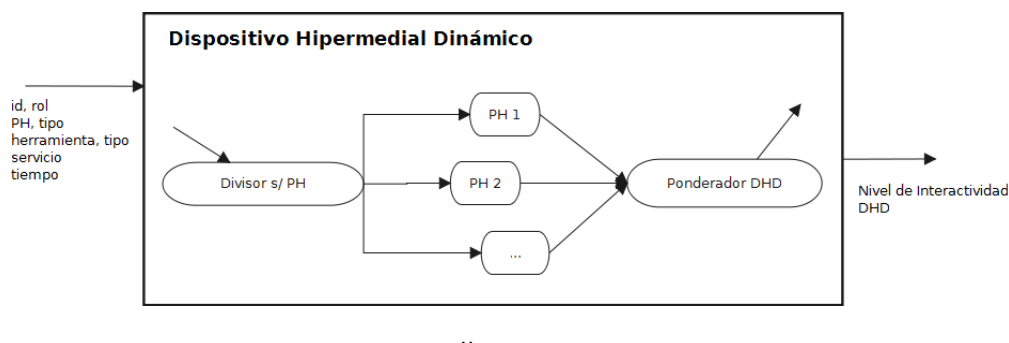 Dispositivo Hipermedial Dinámico
id, rol
PH, tipo
herramienta, tipo
servicio
tiempo
PH 1
Divisor s/ PH
PH 2
Ponderador DHD
...
Nivel de Interactividad
DHD